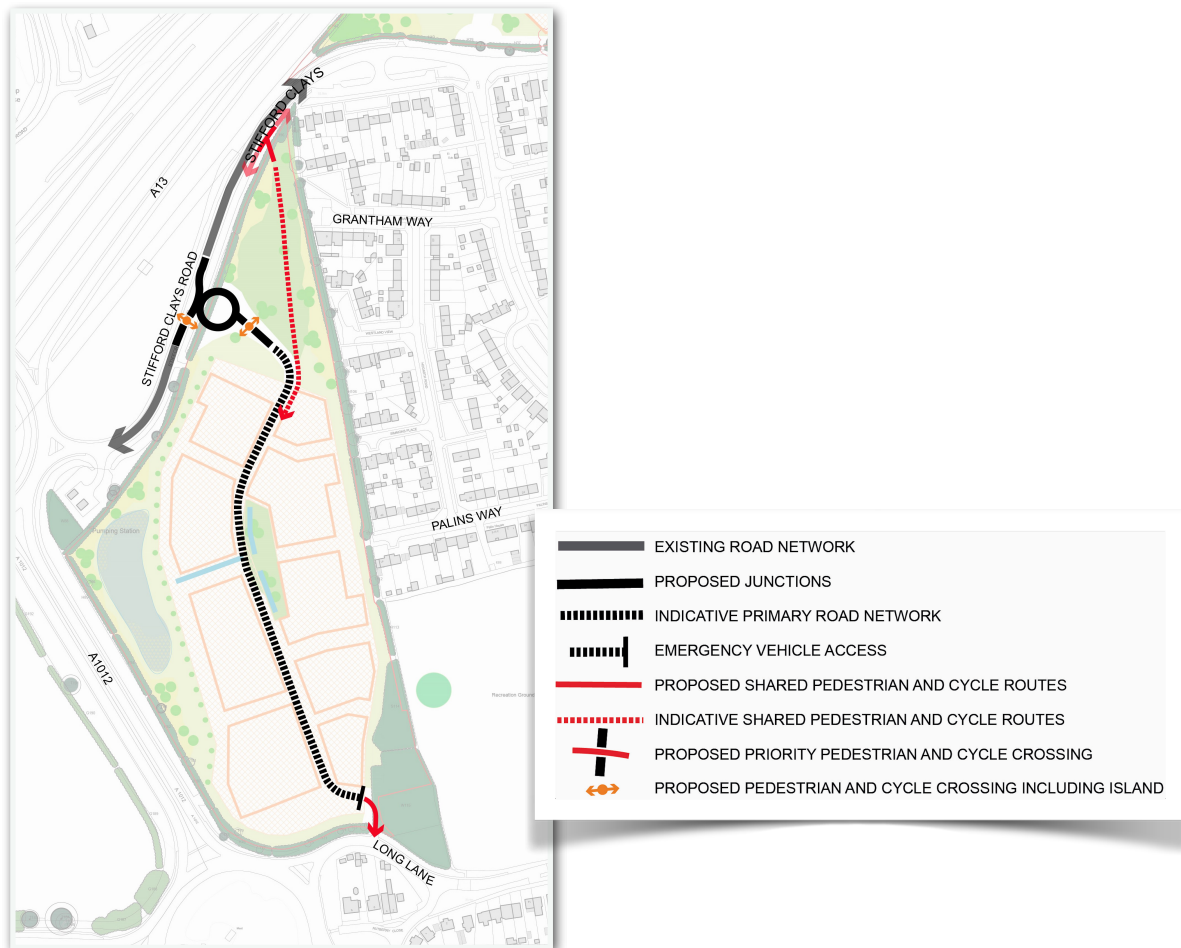 STIFFORD CLAYS
A13
GRANTHAM WAY
STIFFORD CLAYS ROAD
PALINS WAY
Pumping Station
A1012
Recreation Ground
A 1012
LONG LANE
EXISTING ROAD NETWORK
PROPOSED JUNCTIONS
INDICATIVE PRIMARY ROAD NETWORK
EMERGENCY VEHICLE ACCESS
PROPOSED SHARED PEDESTRIAN AND CYCLE ROUTES
INDICATIVE SHARED PEDESTRIAN AND CYCLE ROUTES
PROPOSED PRIORITY PEDESTRIAN AND CYCLE CROSSING
PROPOSED PEDESTRIAN AND CYCLE CROSSING INCLUDING ISLAND